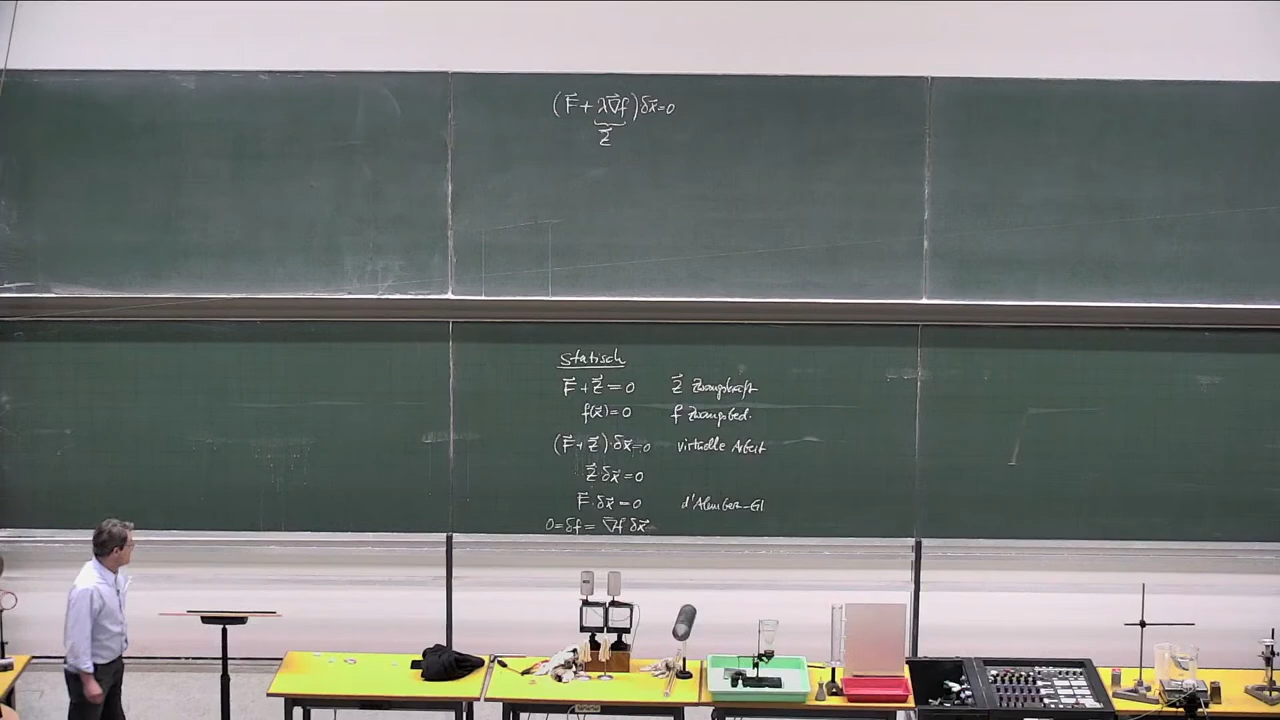 (F⃗ + λ∇⃗f) δx⃗ = 0
Z⃗
Statisch
F⃗ + Z⃗ = 0 Z⃗ Zwangskraft
f(x⃗) = 0 f Zwangsbed.
(F⃗ + Z⃗) · δx⃗ = 0 virtuelle Arbeit
Z⃗ · δx⃗ = 0
F⃗ · δx⃗ = 0 d'Alember-Gl
0 = δf = ∇⃗f δx⃗